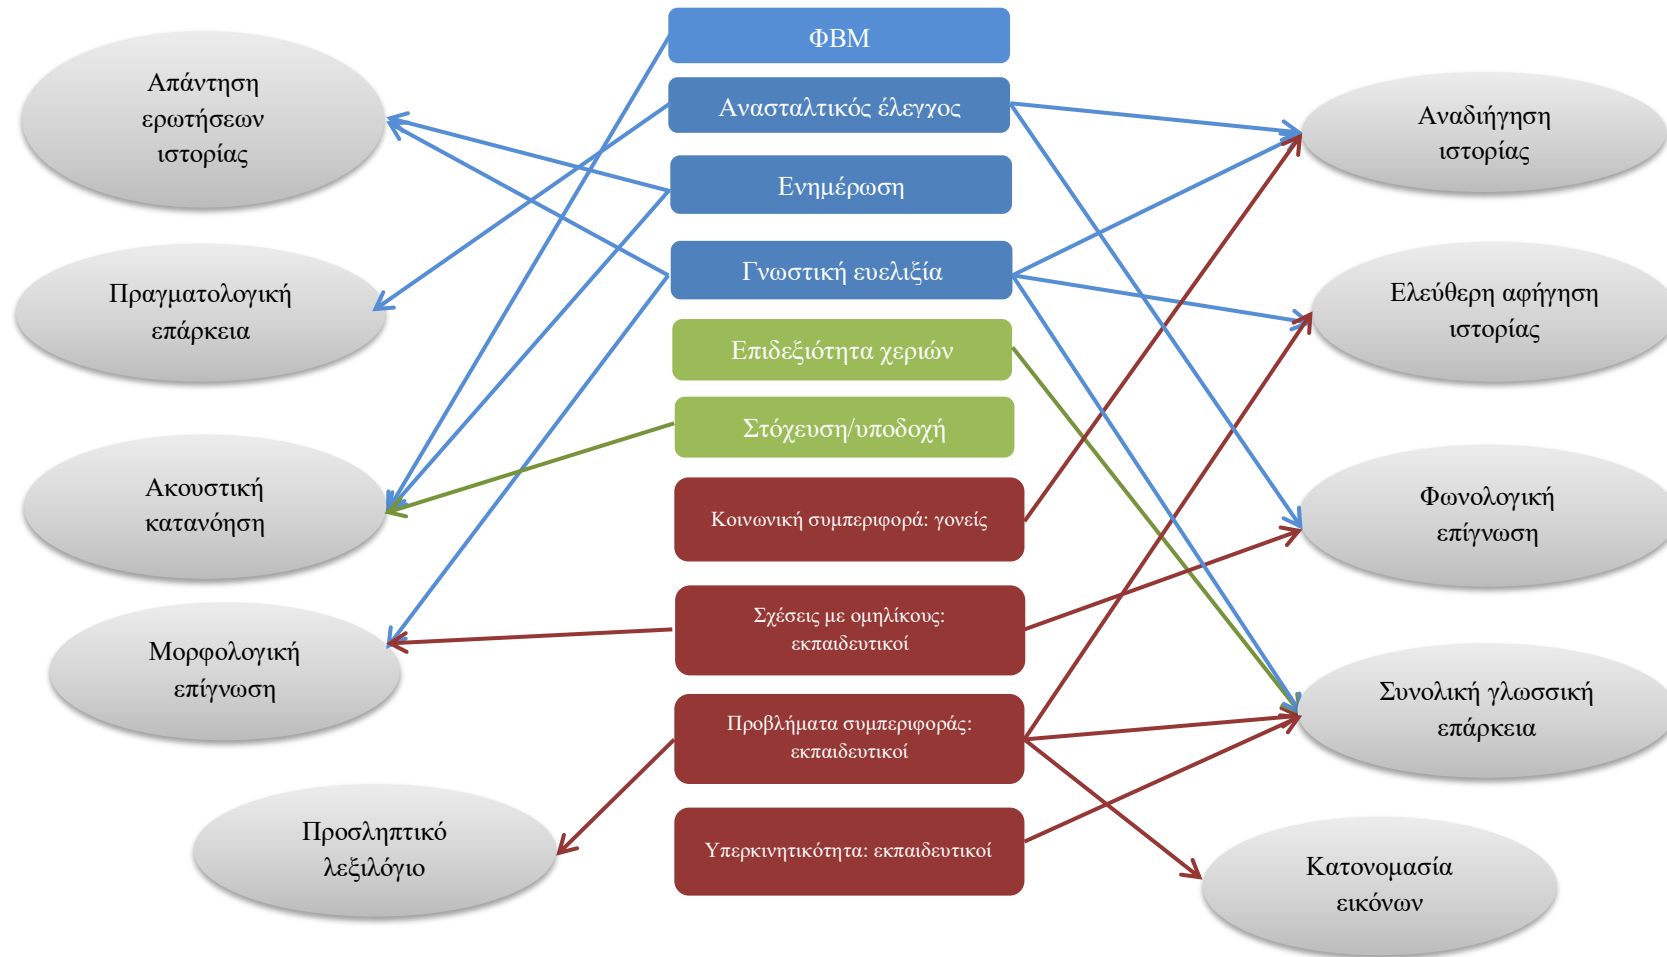 Απάντηση
ερωτήσεων
ιστορίας
Πραγματολογική
επάρκεια
Ακουστική
κατανόηση
Μορφολογική
επίγνωση
Προσληπτικό
λεξιλόγιο
ΦΒΜ
Ανασταλτικός έλεγχος
Ενημέρωση
Γνωστική ευελιξία
Επιδεξιότητα χεριών
Στόχευση/υποδοχή
Κοινωνική συμπεριφορά: γονείς
Σχέσεις με ομηλίκους:
εκπαιδευτικοί
Προβλήματα συμπεριφοράς:
εκπαιδευτικοί
Υπερκινητικότητα: εκπαιδευτικοί
Αναδιήγηση
ιστορίας
Ελεύθερη αφήγηση
ιστορίας
Φωνολογική
επίγνωση
Συνολική γλωσσική
επάρκεια
Κατονομασία
εικόνων